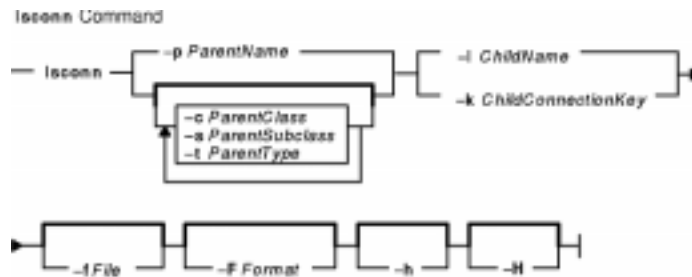 lsconn Command
-p ParentName
-l ChildName
lsconn
-k ChildConnectionKey
-c ParentClass
-s ParentSubclass
-t ParentType
-f File
-F Format
-h
-H